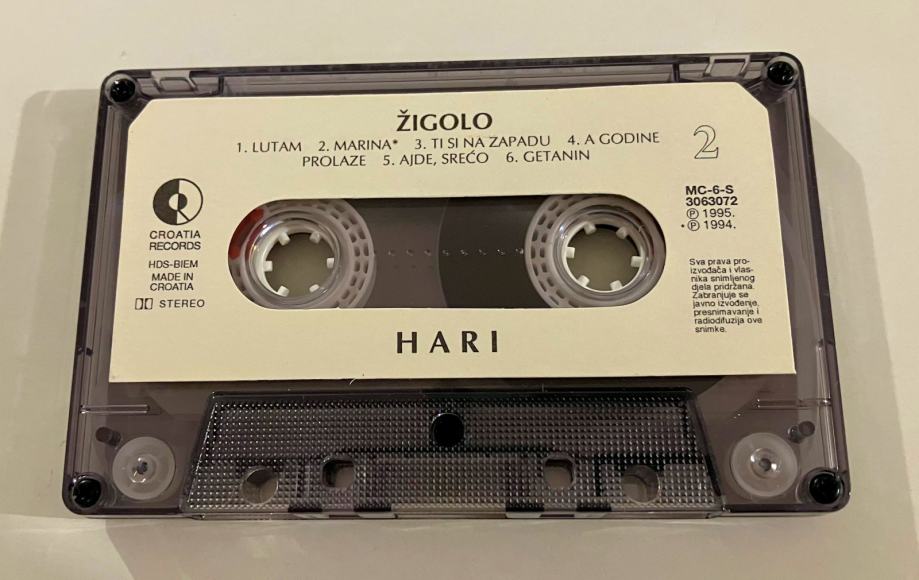 ŽIGOLO
1. LUTAM 2. MARINA* 3. TI SI NA ZAPADU 4. A GODINE
PROLAZE 5. AJDE, SREĆO 6. GETANIN
2
CROATIA
RECORDS
HDS-BIEM
MADE IN
CROATIA
STEREO
MC-6-S
3063072
Ⓟ 1995.
*Ⓟ 1994.
Sva prava pro-
izvođača i vlas-
nika snimljenog
djela pridržana.
Zabranjuje se
javno izvođenje,
presnimavanje i
radiodifuzija ove
snimke.
HARI